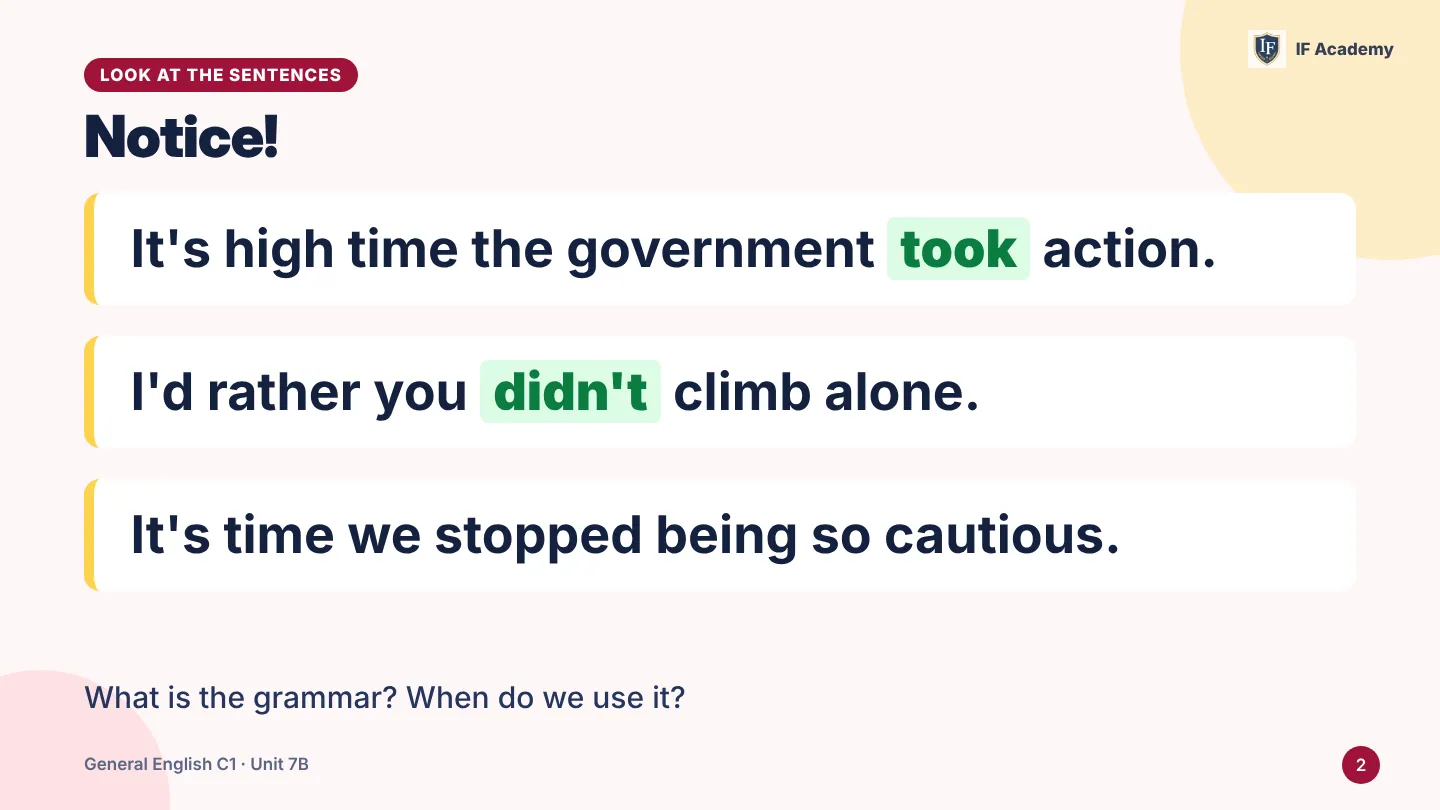 IF
IF Academy
LOOK AT THE SENTENCES
Notice!
It's high time the government took action.
I'd rather you didn't climb alone.
It's time we stopped being so cautious.
What is the grammar? When do we use it?
General English C1 · Unit 7B
2